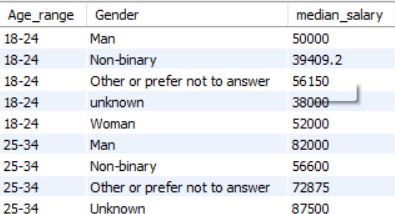 Age_range Gender median_salary
18-24 Man 50000
18-24 Non-binary 39409.2
18-24 Other or prefer not to answer 56150
18-24 unknown 38000
18-24 Woman 52000
25-34 Man 82000
25-34 Non-binary 56600
25-34 Other or prefer not to answer 72875
25-34 Unknown 87500